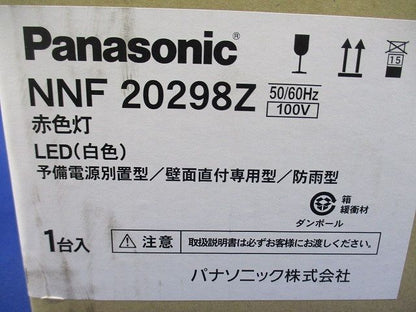 Panasonic®
NNF 20298Z
50/60Hz
100V
15
赤色灯
LED(白色)
予備電源別置型／壁面直付専用型／防雨型
箱
緩衝材
ダンボール
1台入
注意
取扱説明書は必ずお客様にお渡しください。
パナソニック株式会社